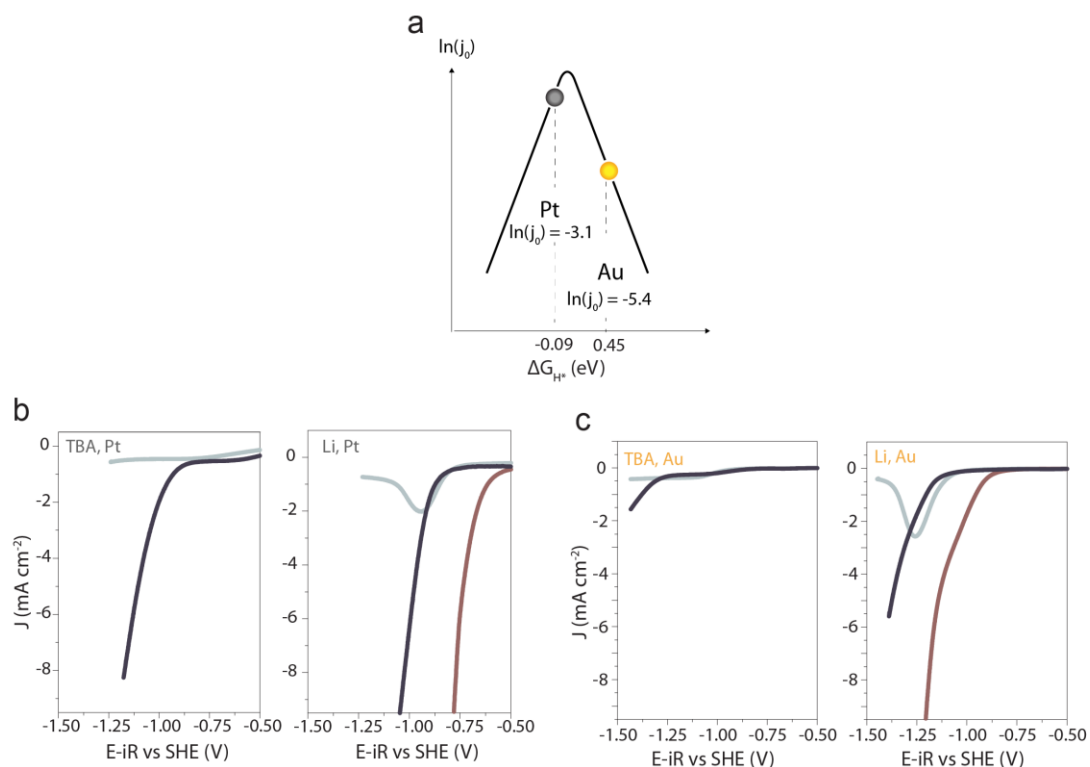 a
ln(j₀)
Pt
ln(j₀) = -3.1
Au
ln(j₀) = -5.4
-0.09 0.45
ΔG_H* (eV)
b
TBA, Pt
0
-2
-4
-6
-8
J (mA cm⁻²)
-1.50 -1.25 -1.00 -0.75 -0.50
E-iR vs SHE (V)
Li, Pt
0
-2
-4
-6
-8
-1.50 -1.25 -1.00 -0.75 -0.50
E-iR vs SHE (V)
c
TBA, Au
0
-2
-4
-6
-8
J (mA cm⁻²)
-1.50 -1.25 -1.00 -0.75 -0.50
E-iR vs SHE (V)
Li, Au
0
-2
-4
-6
-8
-1.50 -1.25 -1.00 -0.75 -0.50
E-iR vs SHE (V)